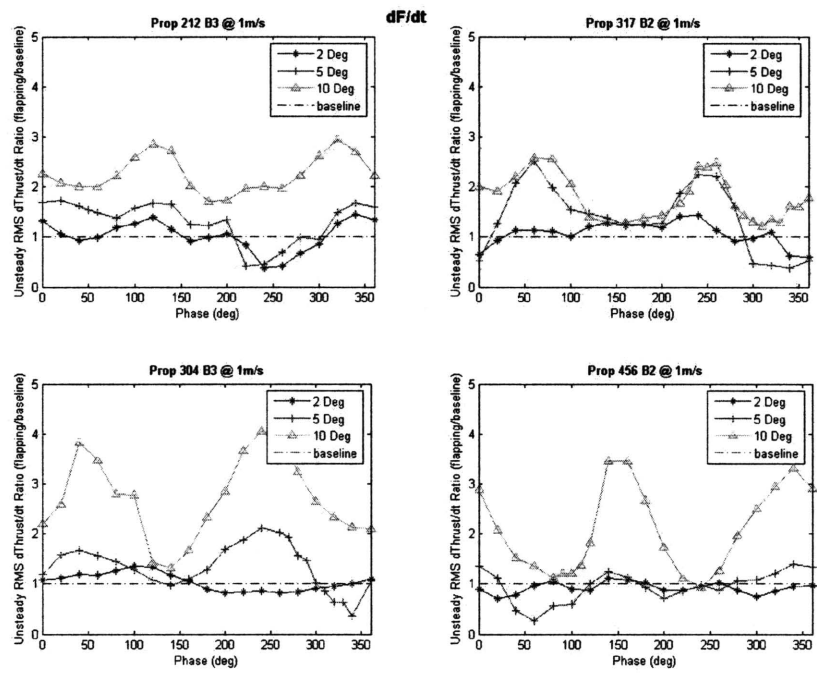 dF/dt
Prop 212 B3 @ 1m/s
Unsteady RMS dThrust/dt Ratio (flapping/baseline)
5
4
3
2
1
0
2 Deg
5 Deg
10 Deg
baseline
0 50 100 150 200 250 300 350
Phase (deg)
Prop 317 B2 @ 1m/s
Unsteady RMS dThrust/dt Ratio (flapping/baseline)
5
4
3
2
1
0
2 Deg
5 Deg
10 Deg
baseline
0 50 100 150 200 250 300 350
Phase (deg)
Prop 304 B3 @ 1m/s
Unsteady RMS dThrust/dt Ratio (flapping/baseline)
5
4
3
2
1
0
2 Deg
5 Deg
10 Deg
baseline
0 50 100 150 200 250 300 350
Phase (deg)
Prop 456 B2 @ 1m/s
Unsteady RMS dThrust/dt Ratio (flapping/baseline)
5
4
3
2
1
0
2 Deg
5 Deg
10 Deg
baseline
0 50 100 150 200 250 300 350
Phase (deg)